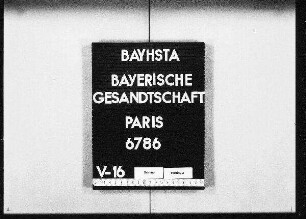 BAYHSTA
BAYERISCHE
GESANDTSCHAFT
PARIS
6786
V-16